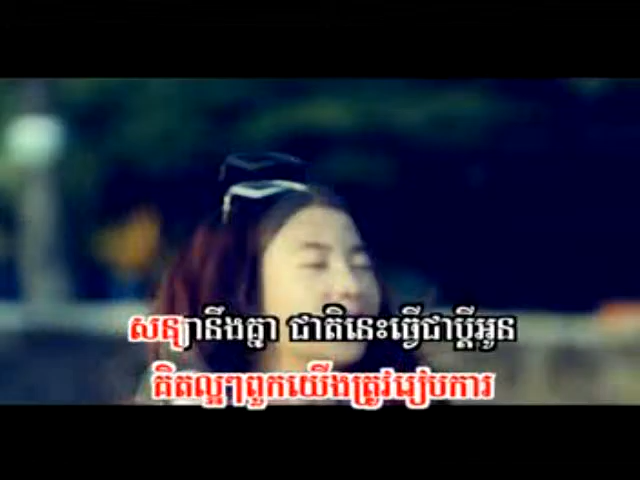 សន្យានឹងគ្នា ជាតិនេះធ្វើជាប្ដីអូន
គិតល្អៗពួកយើងត្រូវរៀបការ